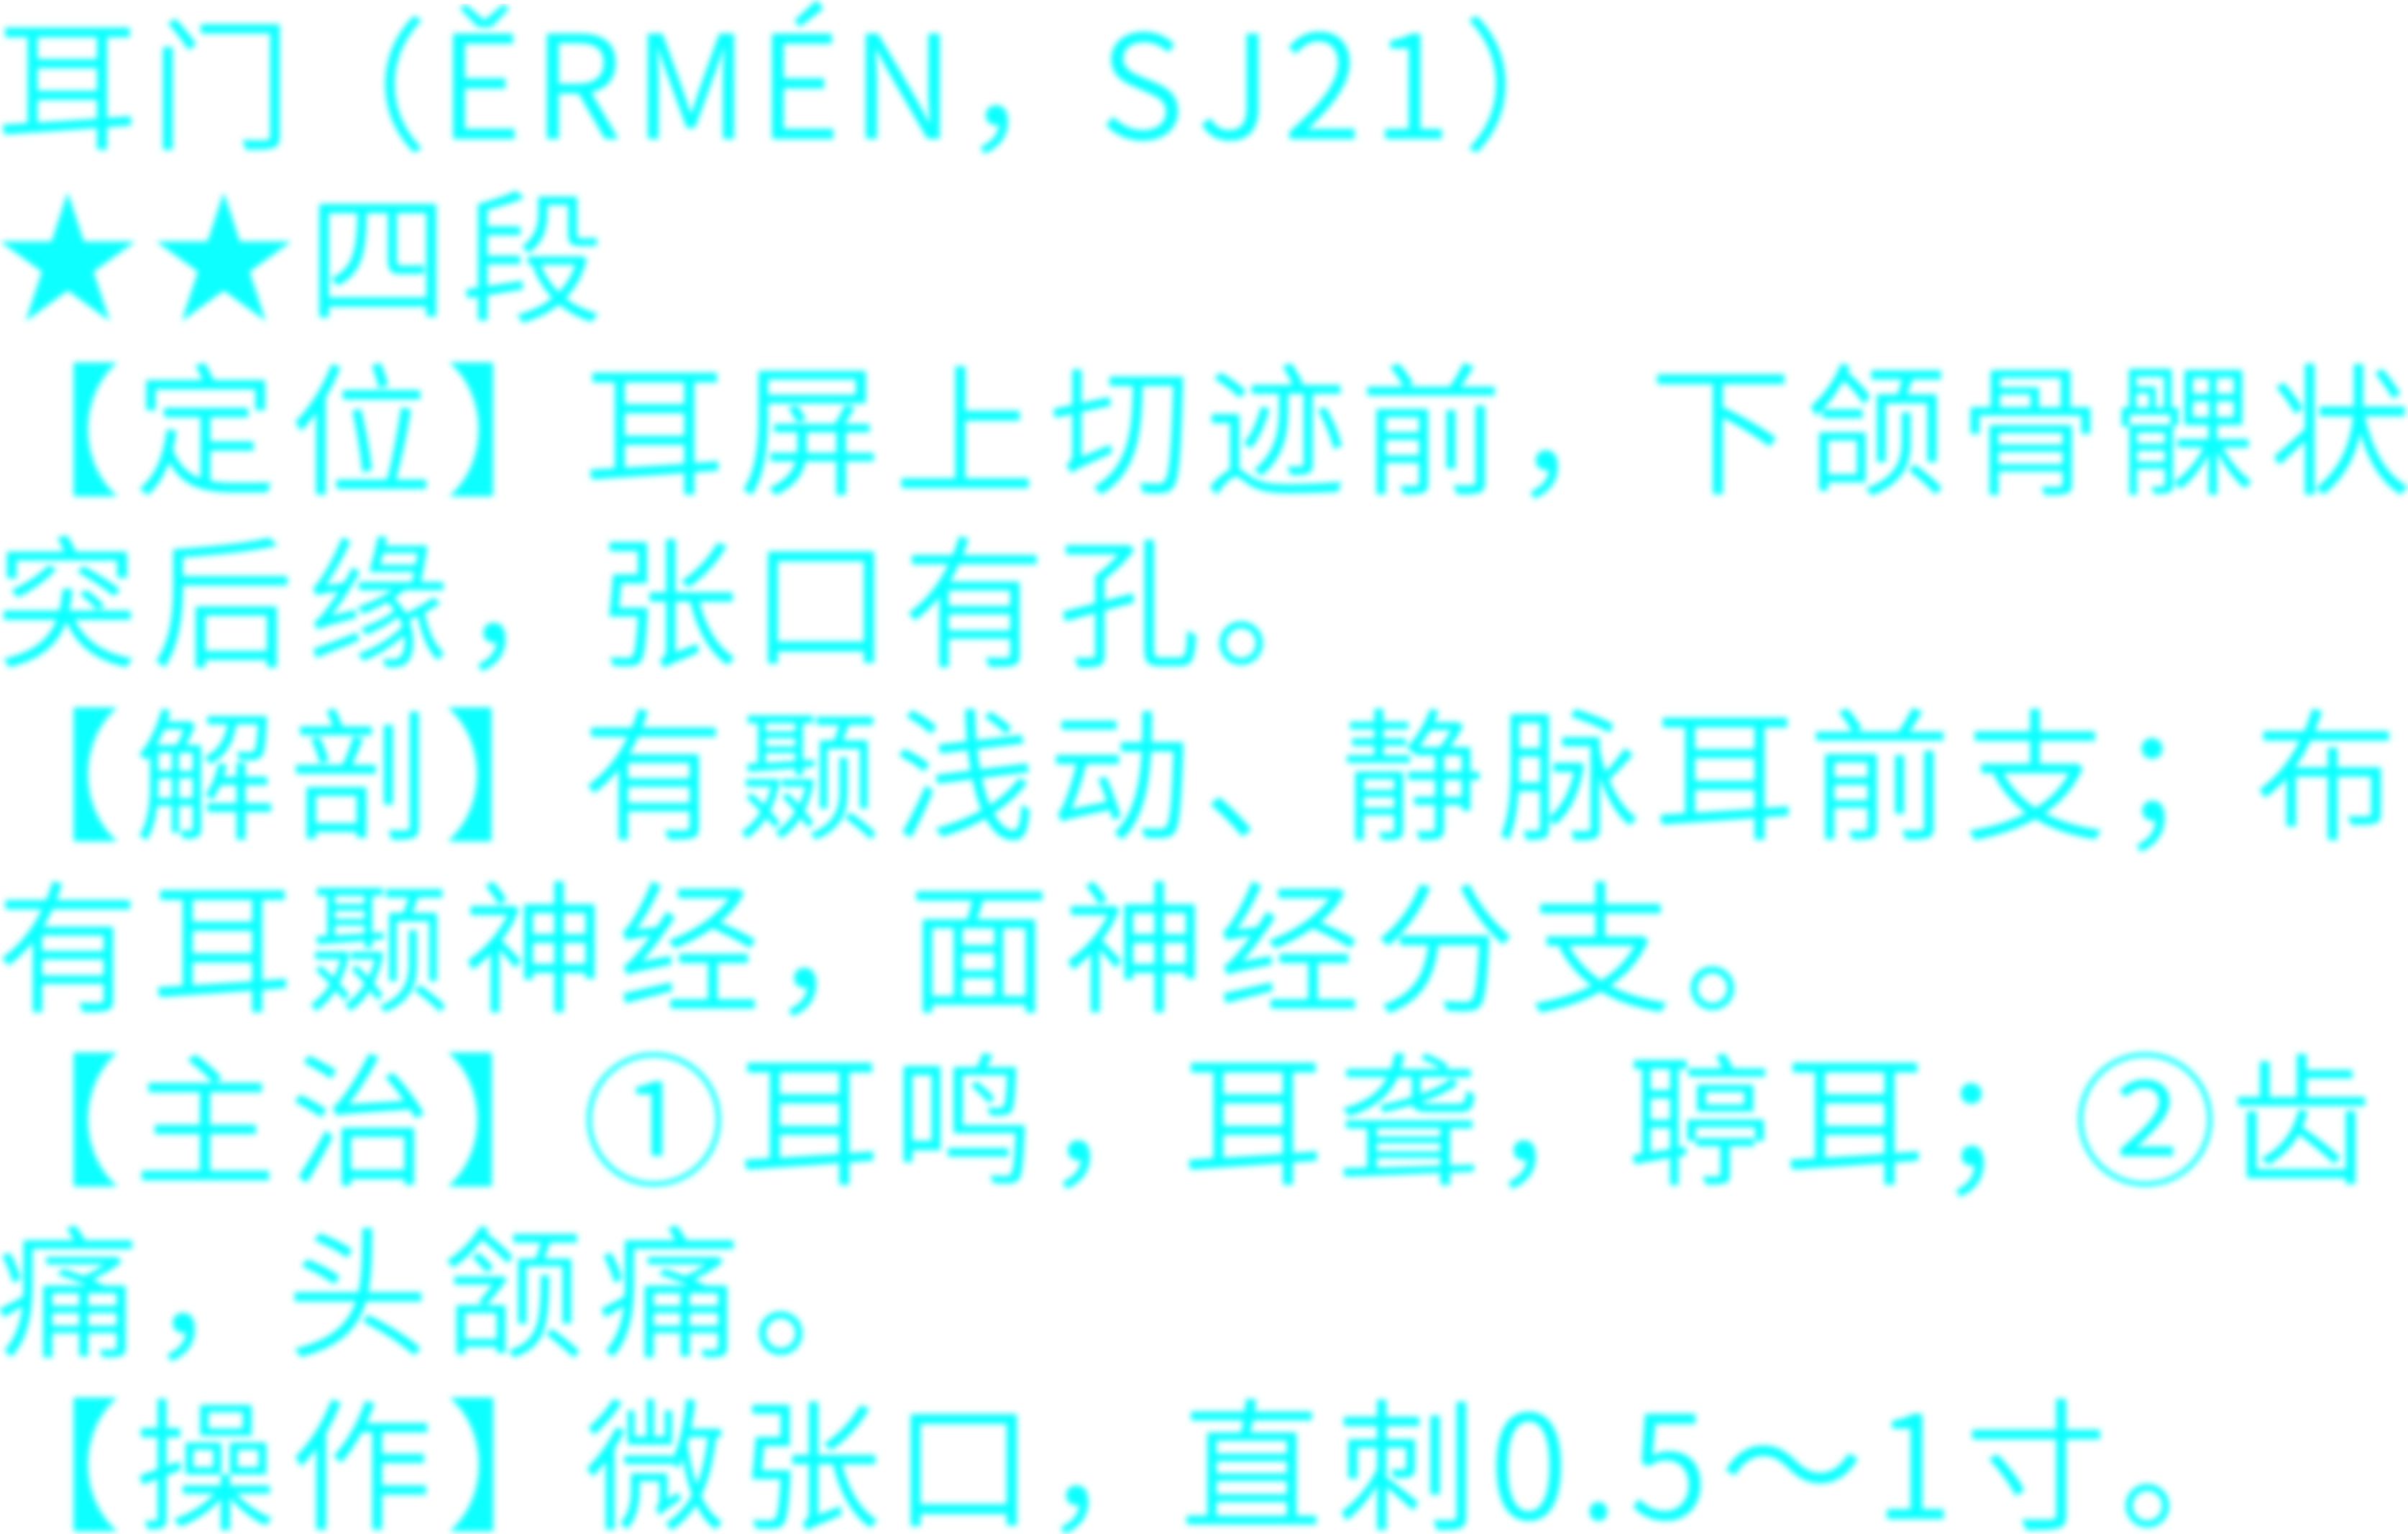 耳门（ĚRMÉN，SJ21）
★★四段
【定位】耳屏上切迹前，下颌骨髁状
突后缘，张口有孔。
【解剖】有颞浅动、静脉耳前支；布
有耳颞神经，面神经分支。
【主治】①耳鸣，耳聋，聤耳；②齿
痛，头颔痛。
【操作】微张口，直刺0.5～1寸。